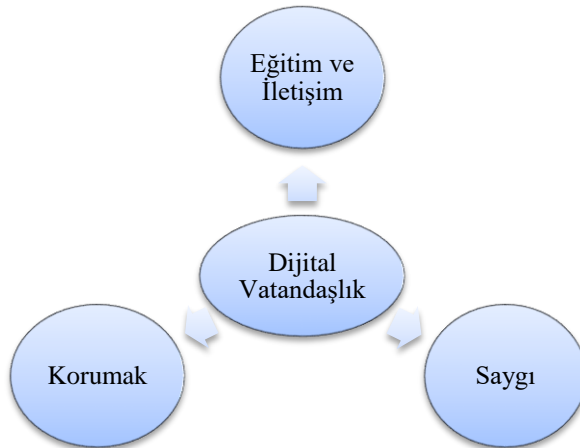 Eğitim ve
İletişim
Dijital
Vatandaşlık
Korumak
Saygı